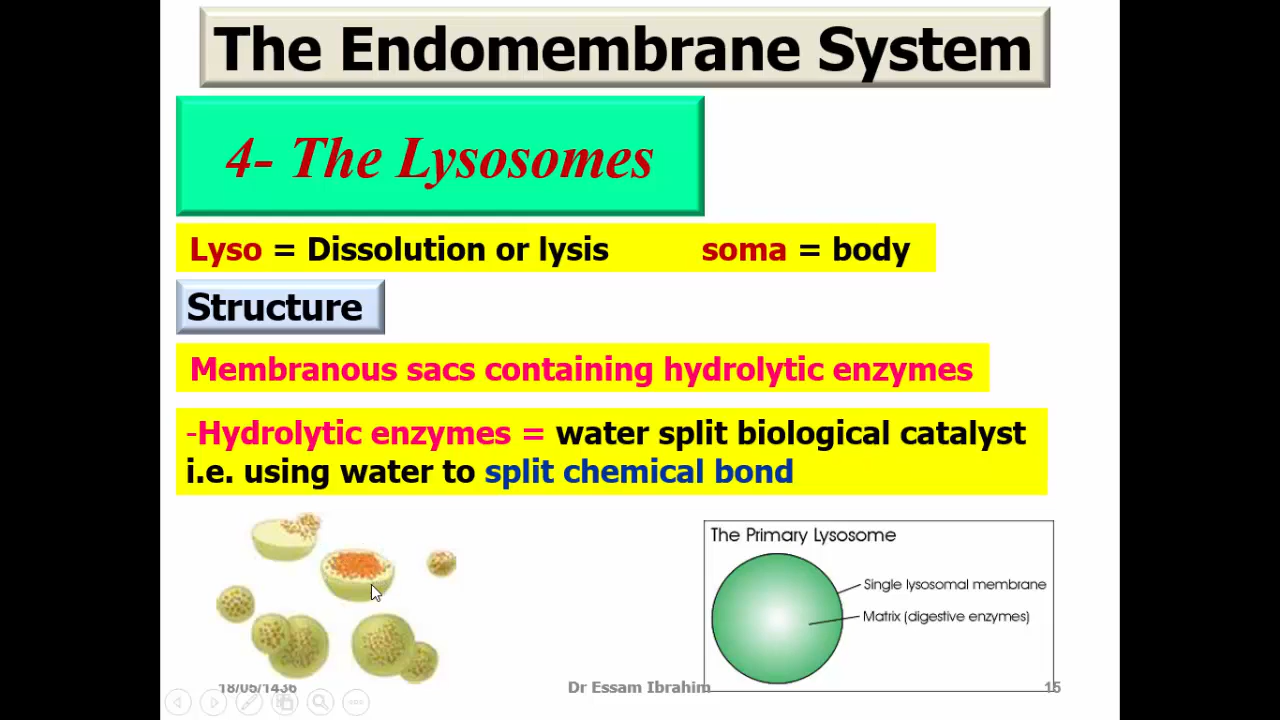 The Endomembrane System
4- The Lysosomes
Lyso = Dissolution or lysis soma = body
Structure
Membranous sacs containing hydrolytic enzymes
-Hydrolytic enzymes = water split biological catalyst
i.e. using water to split chemical bond
The Primary Lysosome
Single lysosomal membrane
Matrix (digestive enzymes)
18/05/1436 Dr Essam Ibrahim 15